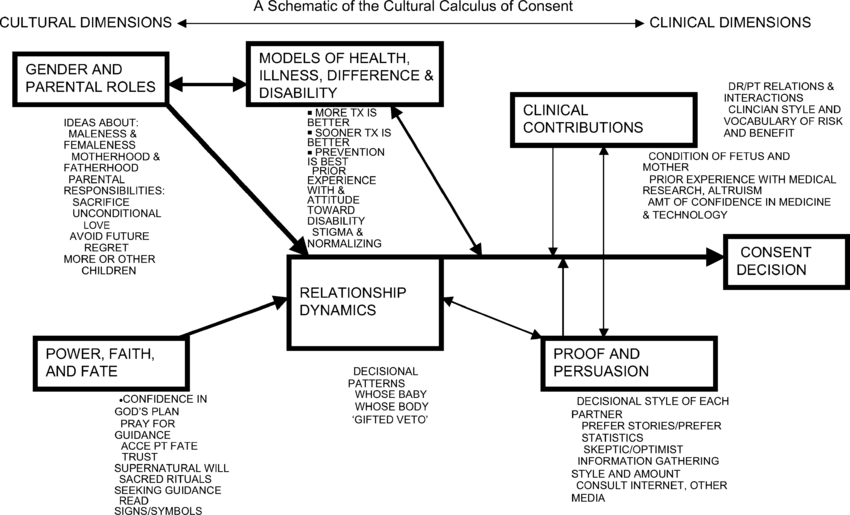 A Schematic of the Cultural Calculus of Consent
CULTURAL DIMENSIONS
CLINICAL DIMENSIONS
GENDER AND
PARENTAL ROLES
IDEAS ABOUT:
MALENESS &
FEMALENESS
MOTHERHOOD &
FATHERHOOD
PARENTAL
RESPONSIBILITIES:
SACRIFICE
UNCONDITIONAL
LOVE
AVOID FUTURE
REGRET
MORE OR OTHER
CHILDREN
MODELS OF HEALTH,
ILLNESS, DIFFERENCE &
DISABILITY
▪ MORE TX IS
BETTER
▪ SOONER TX IS
BETTER
▪ PREVENTION
IS BEST
PRIOR
EXPERIENCE
WITH &
ATTITUDE
TOWARD
DISABILITY
STIGMA &
NORMALIZING
CLINICAL
CONTRIBUTIONS
DR/PT RELATIONS &
INTERACTIONS
CLINCIAN STYLE AND
VOCABULARY OF RISK
AND BENEFIT
CONDITION OF FETUS AND
MOTHER
PRIOR EXPERIENCE WITH MEDICAL
RESEARCH, ALTRUISM
AMT OF CONFIDENCE IN MEDICINE
& TECHNOLOGY
CONSENT
DECISION
RELATIONSHIP
DYNAMICS
DECISIONAL
PATTERNS
WHOSE BABY
WHOSE BODY
'GIFTED VETO'
POWER, FAITH,
AND FATE
•CONFIDENCE IN
GOD'S PLAN
PRAY FOR
GUIDANCE
ACCE PT FATE
TRUST
SUPERNATURAL WILL
SACRED RITUALS
SEEKING GUIDANCE
READ
SIGNS/SYMBOLS
PROOF AND
PERSUASION
DECISIONAL STYLE OF EACH
PARTNER
PREFER STORIES/PREFER
STATISTICS
SKEPTIC/OPTIMIST
INFORMATION GATHERING
STYLE AND AMOUNT
CONSULT INTERNET, OTHER
MEDIA